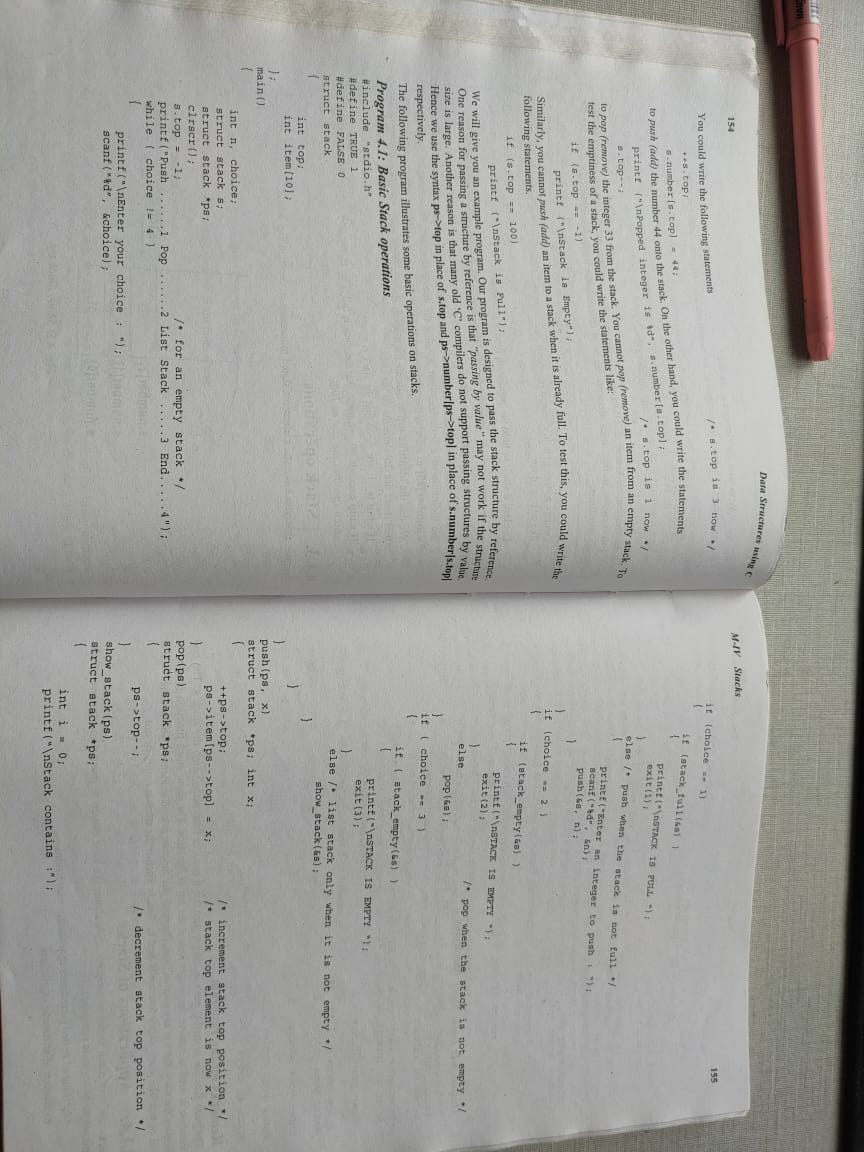 154
Data Structures using C
You could write the following statements
++s.top; /* s.top is 3 now */
s.number[s.top] = 44;
to push (add) the number 44 onto the stack. On the other hand, you could write the statements
printf ("\nPopped integer is %d", s.number[s.top];
s.top--; /* s.top is 1 now */
to pop (remove) the integer 33 from the stack. You cannot pop (remove) an item from an empty stack. To
test the emptiness of a stack, you could write the statements like:
if (s.top == -1)
printf ("\nStack is Empty");
Similarly, you cannot push (add) an item to a stack when it is already full. To test this, you could write the
following statements.
if (s.top == 100)
printf ("\nStack is Full");
We will give you an example program. Our program is designed to pass the stack structure by reference.
One reason for passing a structure by reference is that "passing by value" may not work if the structure
size is large. Another reason is that many old 'C' compilers do not support passing structures by value.
Hence we use the syntax ps->top in place of s.top and ps->number[ps->top] in place of s.number[s.top]
respectively.
The following program illustrates some basic operations on stacks.
Program 4.1: Basic Stack operations
#include "stdio.h"
#define TRUE 1
#define FALSE 0
struct stack
{
int top;
int item[10];
};
main()
{
int n, choice;
struct stack s;
struct stack *ps;
clrscr();
s.top = -1; /* for an empty stack */
printf("Push ......1 Pop ......2 List Stack .....3 End.....4");
while ( choice != 4 )
{
printf("\nEnter your choice : ");
scanf("%d", &choice);
M-IV Stacks
155
if (choice == 1)
{
if (stack_full(&s) )
{
printf("\nSTACK IS FULL ");
exit(1);
}
else /* push when the stack is not full */
{
printf("Enter an integer to push : ");
scanf("%d", &n);
push(&s, n);
}
}
if (choice == 2 )
{
if (stack_empty(&s) )
{
printf("\nSTACK IS EMPTY ");
exit(2);
}
else /* pop when the stack is not empty */
pop(&s);
}
if ( choice == 3 )
{
if ( stack_empty(&s) )
{
printf("\nSTACK IS EMPTY ");
exit(3);
}
else /* list stack only when it is not empty */
show_stack(&s);
}
}
}
push(ps, x)
struct stack *ps; int x;
{
++ps->top; /* increment stack top position */
ps->item[ps-->top] = x; /* stack top element is now x */
}
pop(ps)
struct stack *ps;
{
ps->top--; /* decrement stack top position */
}
show_stack(ps)
struct stack *ps;
{
int i = 0;
printf("\nStack contains :");